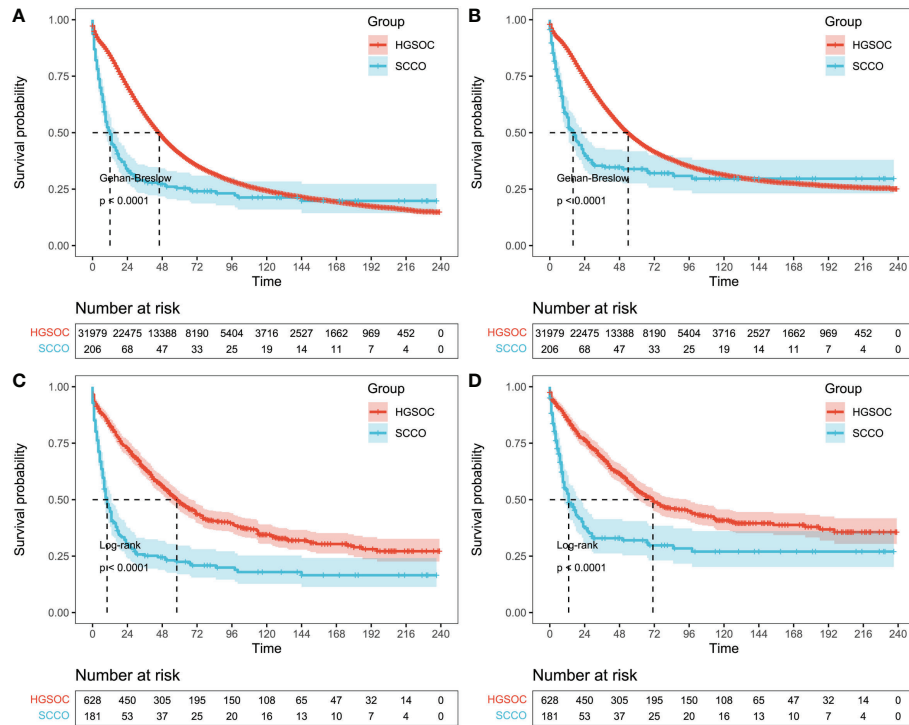 A
Group
HGSOC
SCCO
Survival probability
1.00
0.75
0.50
0.25
0.00
Gehan-Breslow
p < 0.0001
0 24 48 72 96 120 144 168 192 216 240
Time
Number at risk
HGSOC 31979 22475 13388 8190 5404 3716 2527 1662 969 452 0
SCCO 206 68 47 33 25 19 14 11 7 4 0
B
Group
HGSOC
SCCO
Survival probability
1.00
0.75
0.50
0.25
0.00
Gehan-Breslow
p < 0.0001
0 24 48 72 96 120 144 168 192 216 240
Time
Number at risk
HGSOC 31979 22475 13388 8190 5404 3716 2527 1662 969 452 0
SCCO 206 68 47 33 25 19 14 11 7 4 0
C
Group
HGSOC
SCCO
Survival probability
1.00
0.75
0.50
0.25
0.00
Log-rank
p < 0.0001
0 24 48 72 96 120 144 168 192 216 240
Time
Number at risk
HGSOC 628 450 305 195 150 108 65 47 32 14 0
SCCO 181 53 37 25 20 16 13 10 7 4 0
D
Group
HGSOC
SCCO
Survival probability
1.00
0.75
0.50
0.25
0.00
Log-rank
p < 0.0001
0 24 48 72 96 120 144 168 192 216 240
Time
Number at risk
HGSOC 628 450 305 195 150 108 65 47 32 14 0
SCCO 181 53 37 25 20 16 13 10 7 4 0